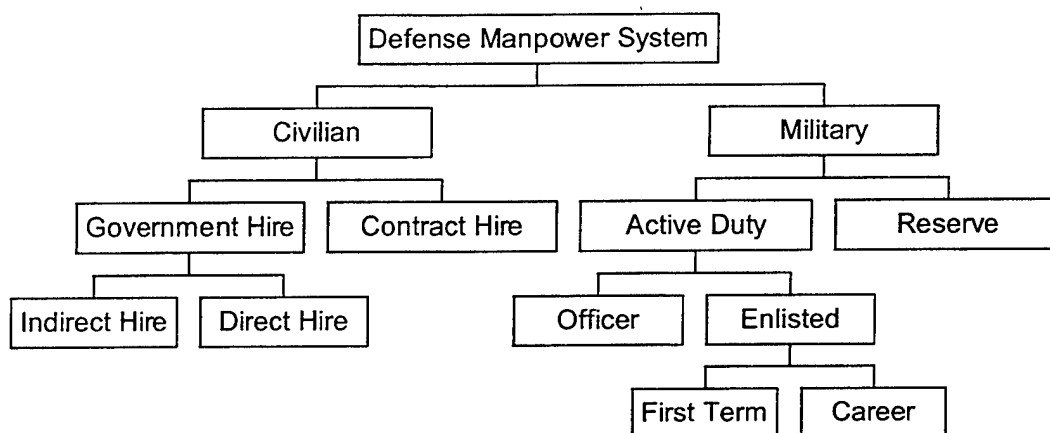 Defense Manpower System
Civilian
Military
Government Hire
Contract Hire
Active Duty
Reserve
Indirect Hire
Direct Hire
Officer
Enlisted
First Term
Career